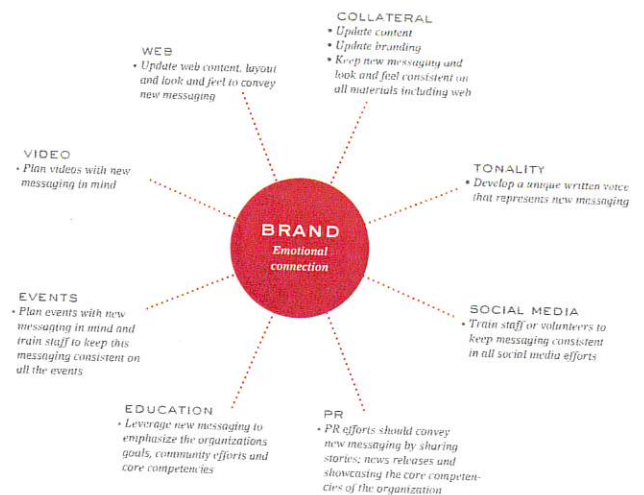 COLLATERAL
• Update content
• Update branding
• Keep new messaging and
look and feel consistent on
all materials including web
WEB
• Update web content, layout
and look and feel to convey
new messaging
VIDEO
• Plan videos with new
messaging in mind
TONALITY
• Develop a unique written voice
that represents new messaging
BRAND
Emotional
connection
EVENTS
• Plan events with new
messaging in mind and
train staff to keep this
messaging consistent on
all the events
SOCIAL MEDIA
• Train staff or volunteers to
keep messaging consistent
in all social media efforts
EDUCATION
• Leverage new messaging to
emphasize the organizations
goals, community efforts and
core competencies
PR
• PR efforts should convey
new messaging by sharing
stories; news releases and
showcasing the core competen-
cies of the organization